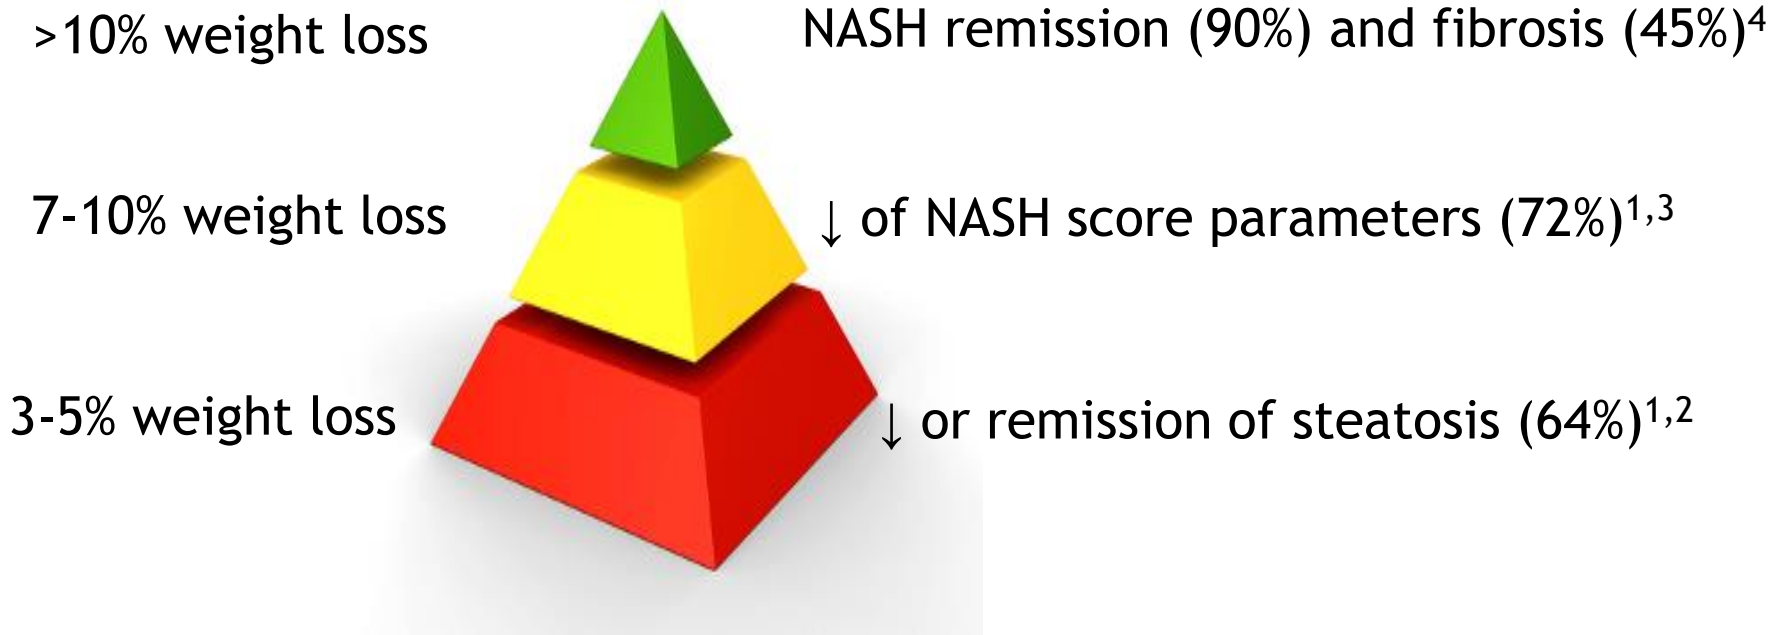 >10% weight loss NASH remission (90%) and fibrosis (45%)⁴
7-10% weight loss ↓ of NASH score parameters (72%)¹,³
3-5% weight loss ↓ or remission of steatosis (64%)¹,²